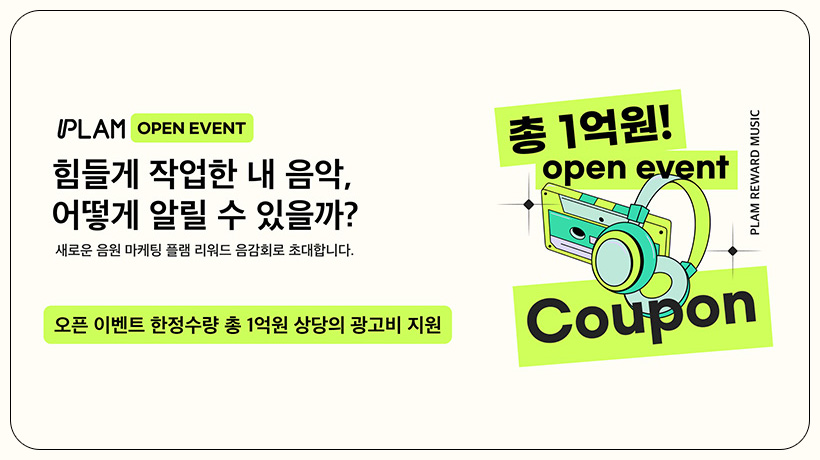 PLAM OPEN EVENT
힘들게 작업한 내 음악,
어떻게 알릴 수 있을까?
새로운 음원 마케팅 플램 리워드 음감회로 초대합니다.
오픈 이벤트 한정수량 총 1억원 상당의 광고비 지원
총 1억원!
open event
Coupon
PLAM REWARD MUSIC